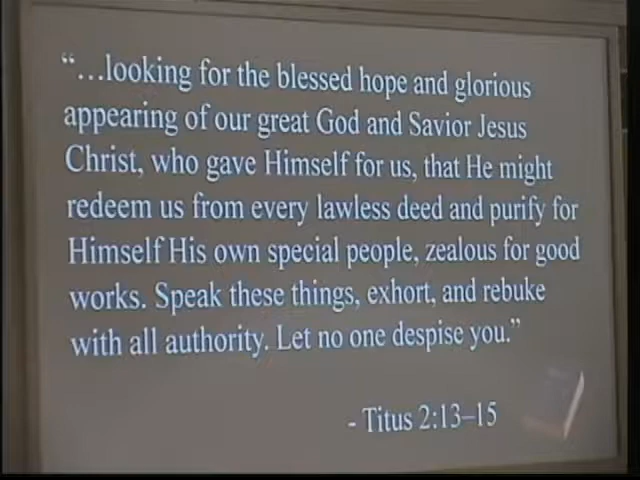 “…looking for the blessed hope and glorious
appearing of our great God and Savior Jesus
Christ, who gave Himself for us, that He might
redeem us from every lawless deed and purify for
Himself His own special people, zealous for good
works. Speak these things, exhort, and rebuke
with all authority. Let no one despise you.”
- Titus 2:13–15